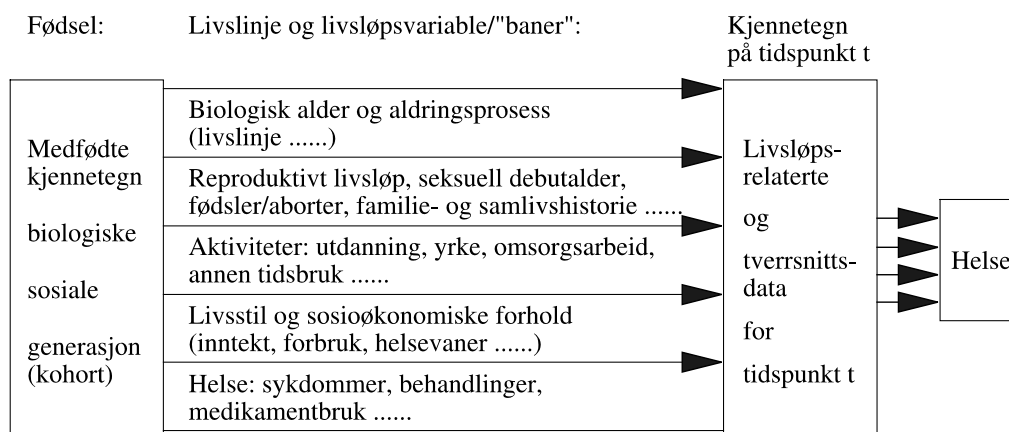 Fødsel:
Livslinje og livsløpsvariable/"baner":
Kjennetegn
på tidspunkt t
Medfødte
kjennetegn
biologiske
sosiale
generasjon
(kohort)
Biologisk alder og aldringsprosess
(livslinje ......)
Reproduktivt livsløp, seksuell debutalder,
fødsler/aborter, familie- og samlivshistorie ......
Aktiviteter: utdanning, yrke, omsorgsarbeid,
annen tidsbruk ......
Livsstil og sosioøkonomiske forhold
(inntekt, forbruk, helsevaner ......)
Helse: sykdommer, behandlinger,
medikamentbruk ......
Livsløps-
relaterte
og
tverrsnitts-
data
for
tidspunkt t
Helse